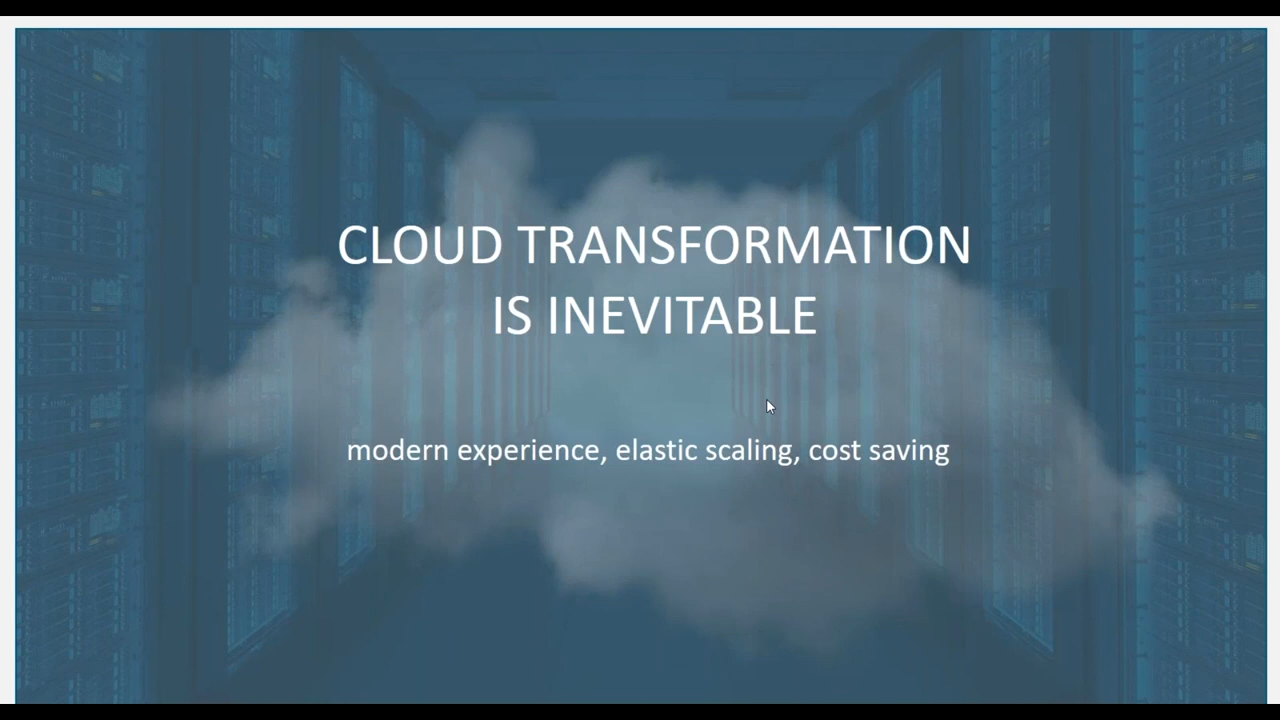 CLOUD TRANSFORMATION
IS INEVITABLE
modern experience, elastic scaling, cost saving